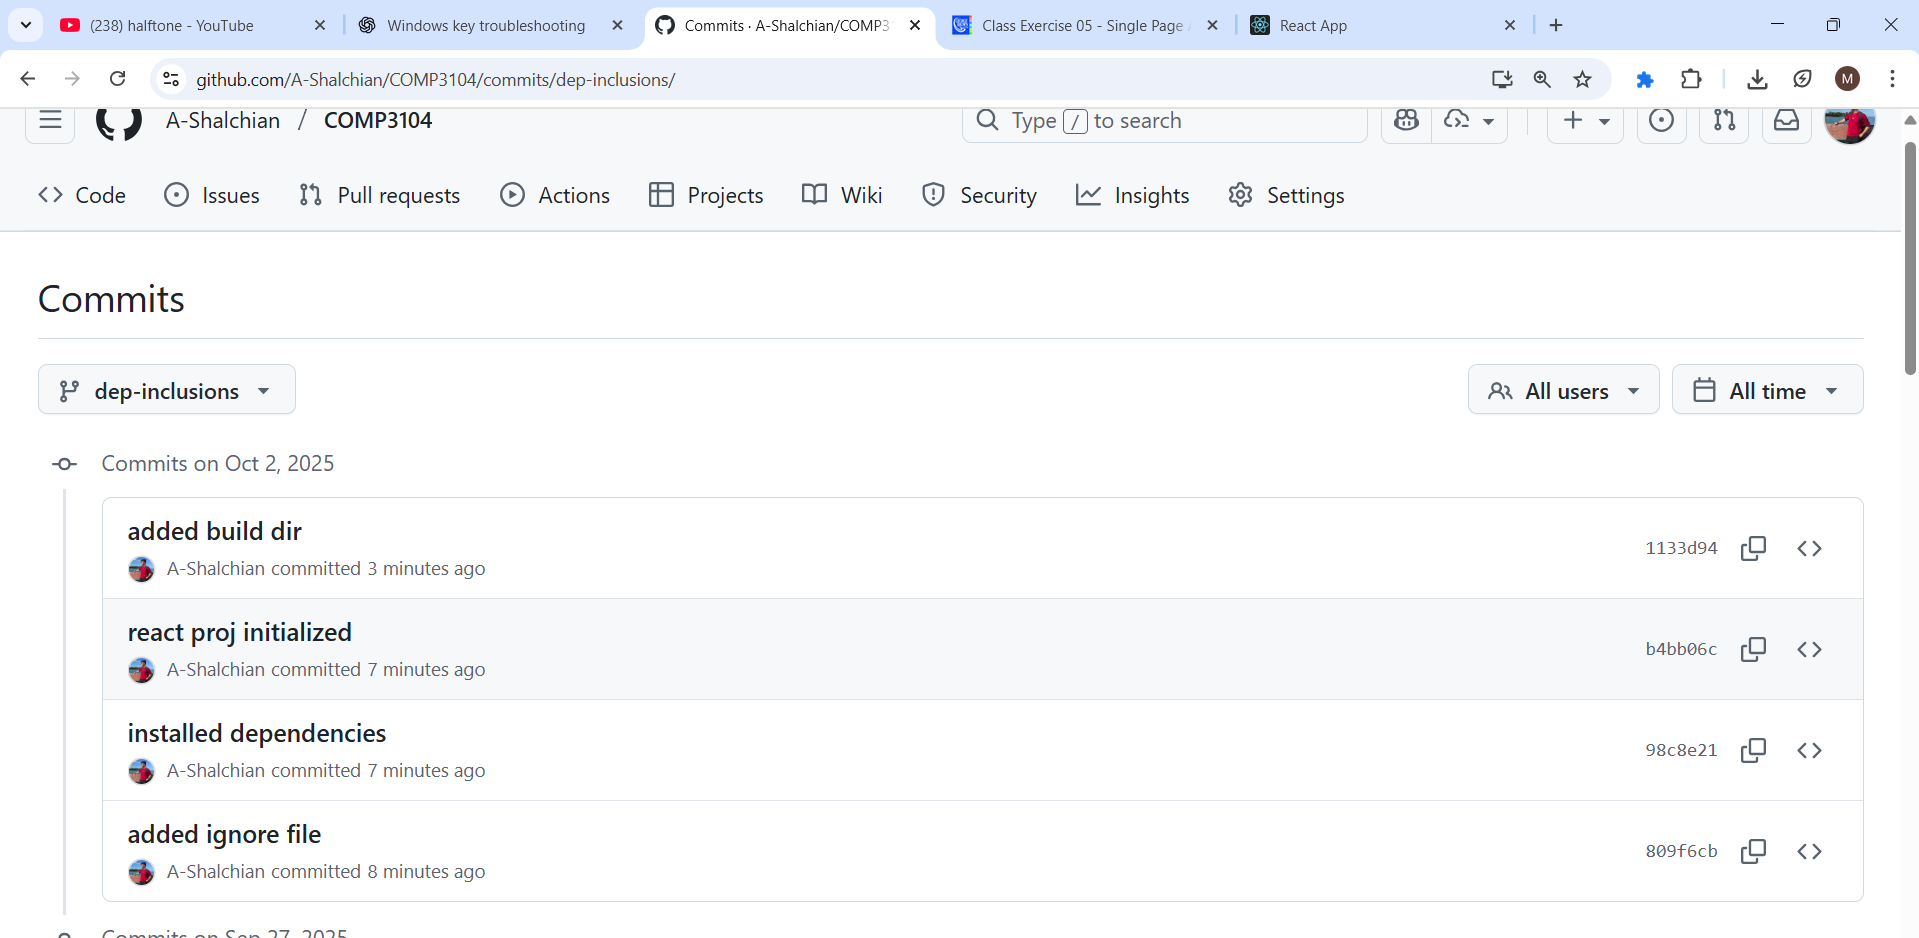 (238) halftone - YouTube
Windows key troubleshooting
Commits · A-Shalchian/COMP3
Class Exercise 05 - Single Page
React App
github.com/A-Shalchian/COMP3104/commits/dep-inclusions/
M
A-Shalchian / COMP3104
Type / to search
Code
Issues
Pull requests
Actions
Projects
Wiki
Security
Insights
Settings
Commits
dep-inclusions
All users
All time
Commits on Oct 2, 2025
added build dir
A-Shalchian committed 3 minutes ago
1133d94
react proj initialized
A-Shalchian committed 7 minutes ago
b4bb06c
installed dependencies
A-Shalchian committed 7 minutes ago
98c8e21
added ignore file
A-Shalchian committed 8 minutes ago
809f6cb
Commits on Sep 27, 2025